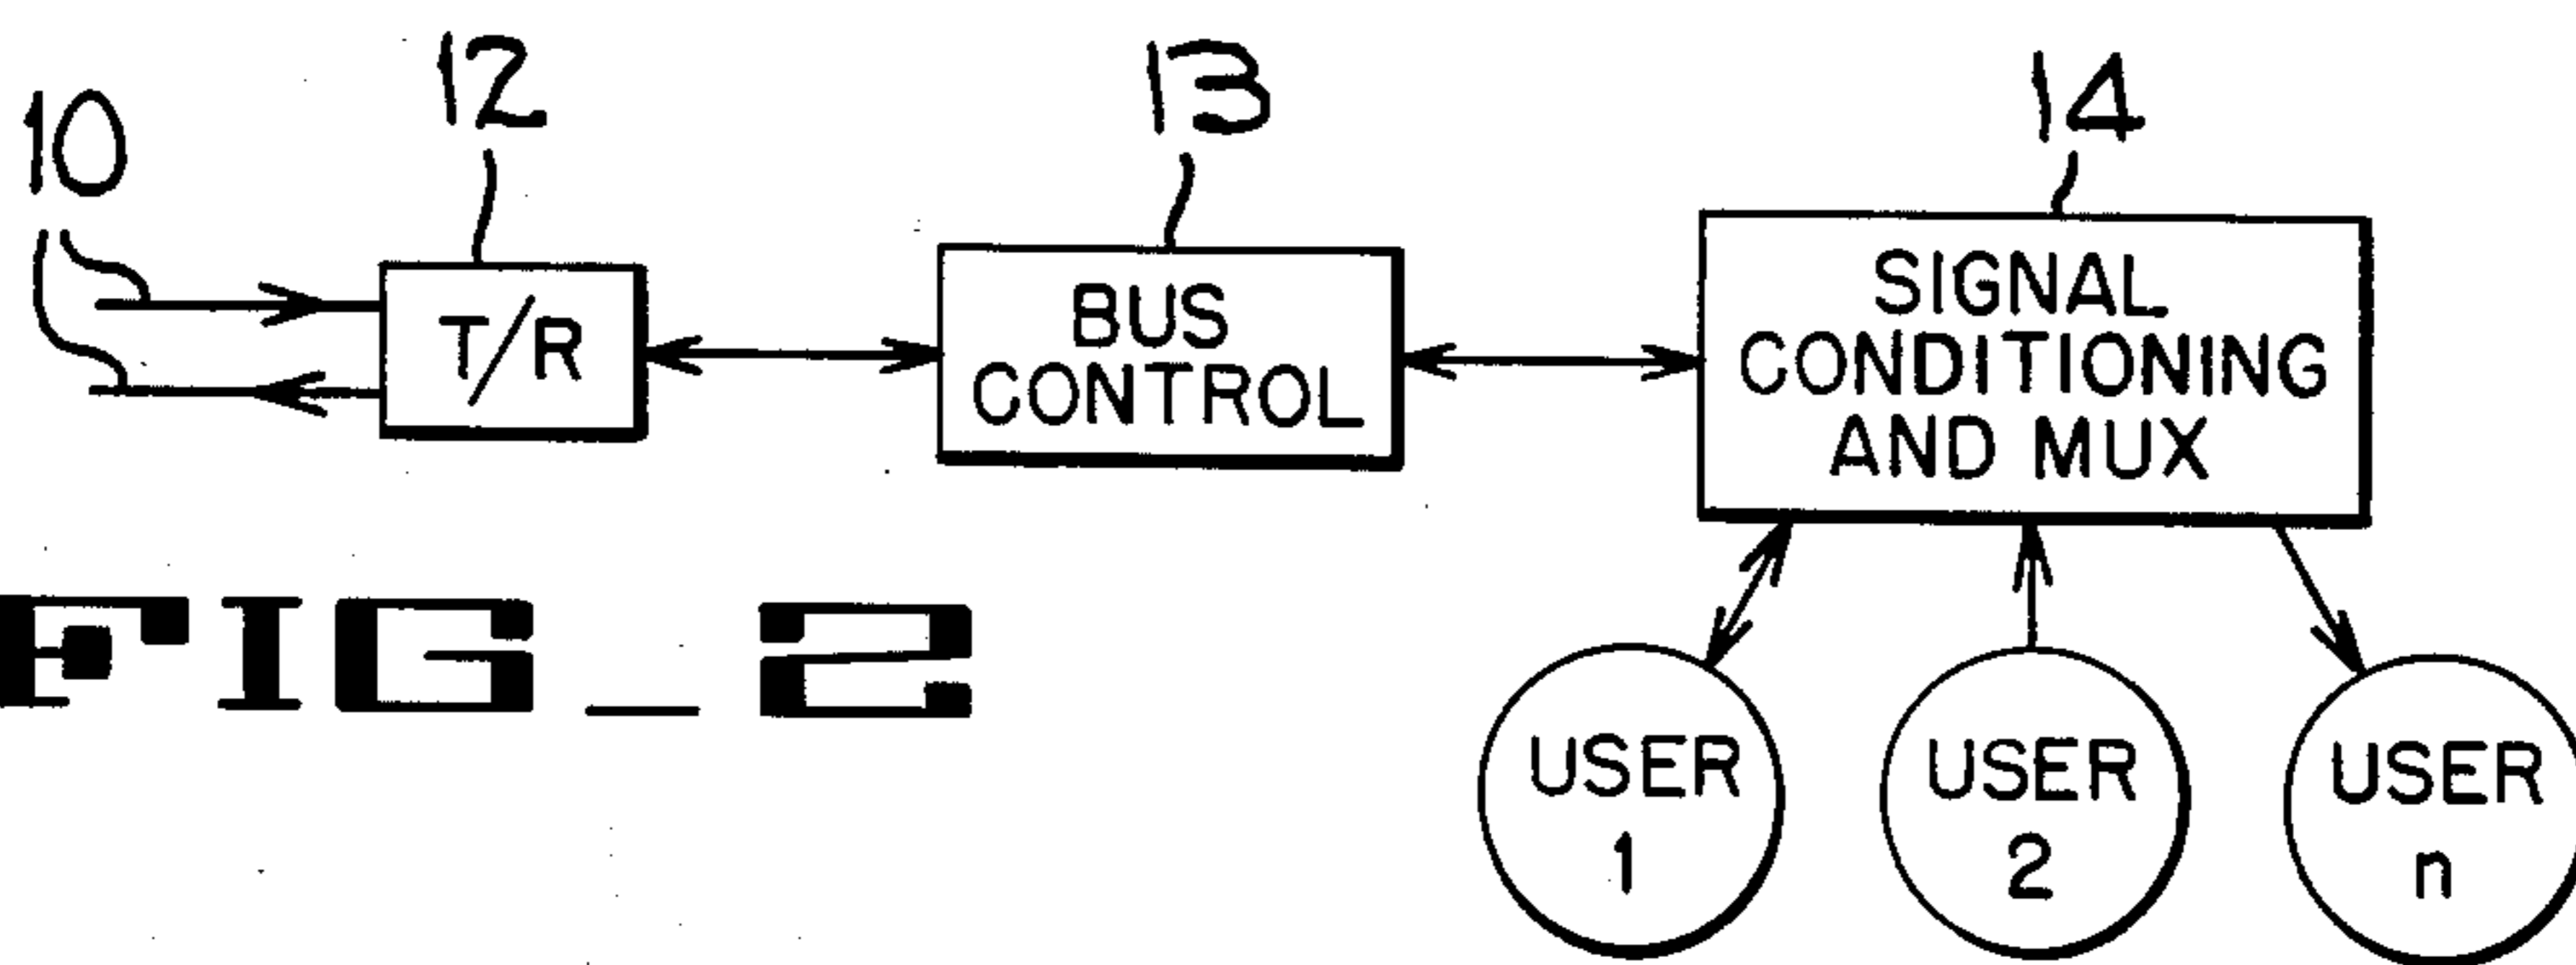 10
12
13
14
T/R
BUS
CONTROL
SIGNAL
CONDITIONING
AND MUX
FIG_2
USER
1
USER
2
USER
n